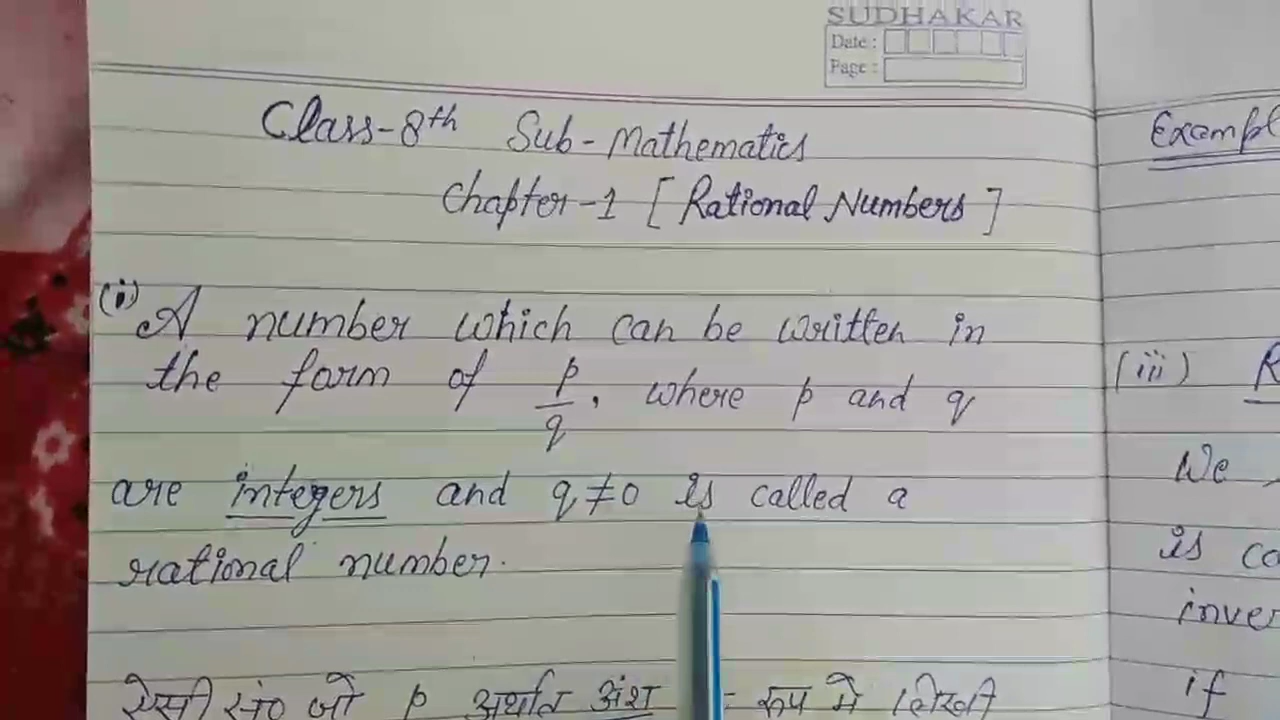 SUDHAKAR
Date :
Page :
Class-8th Sub-Mathematics
Chapter-1 [Rational Numbers]
(i) A number which can be written in
the form of p/q, where p and q
are integers and q≠0 is called a
rational number.
ऐसी सं० जो p अर्थात अंश रूप मे लिखी
Exampl
(iii) R
We
is co
inver
if